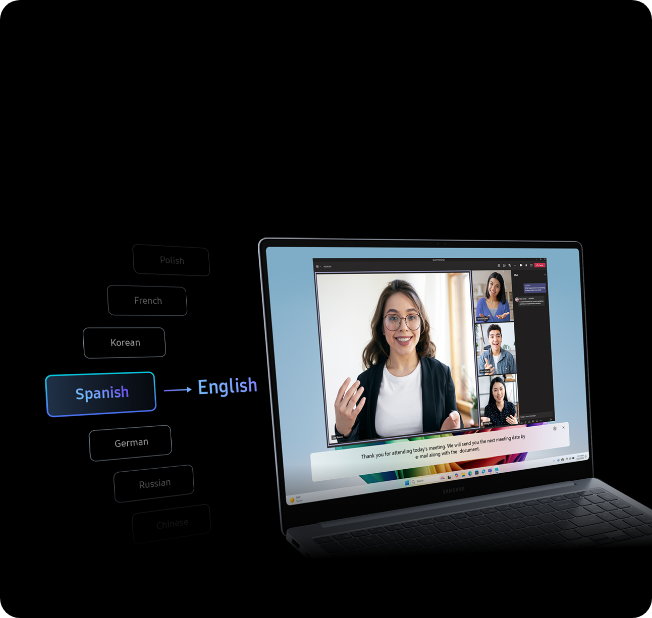 Polish
French
Korean
Spanish
English
German
Russian
Chinese
Thank you for attending today's meeting. We will send you the next meeting date by
e-mail along with the document.
SAMSUNG